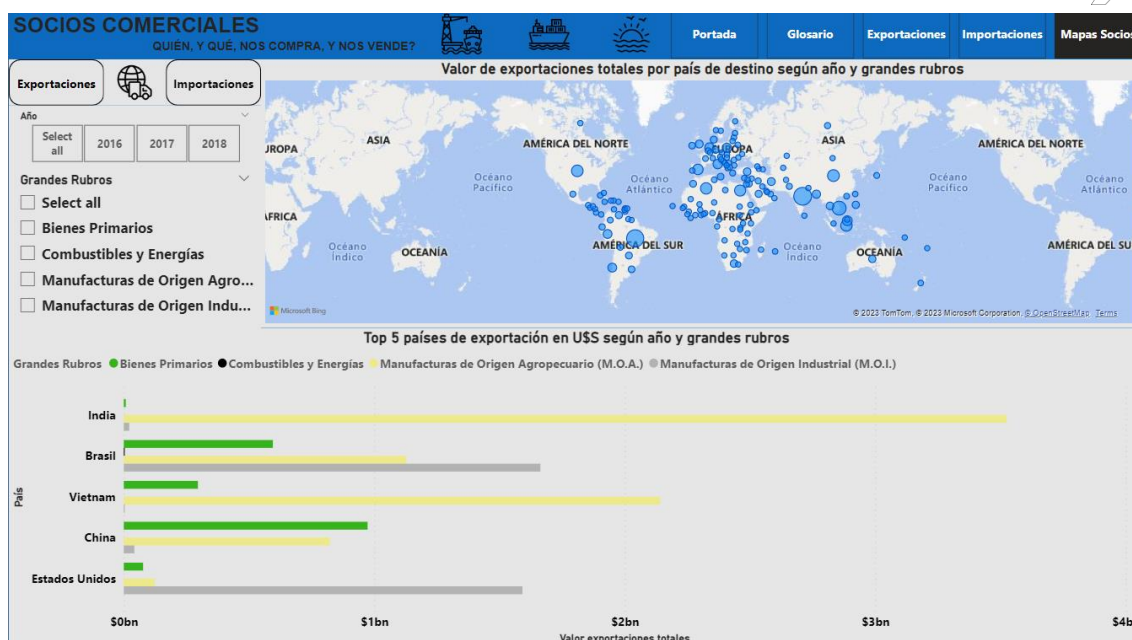 SOCIOS COMERCIALES
QUIÉN, Y QUÉ, NOS COMPRA, Y NOS VENDE?
Portada
Glosario
Exportaciones
Importaciones
Mapas Socios
Exportaciones
Importaciones
Año
Select all
2016
2017
2018
Grandes Rubros
Select all
Bienes Primarios
Combustibles y Energías
Manufacturas de Origen Agro...
Manufacturas de Origen Indu...
Valor de exportaciones totales por país de destino según año y grandes rubros
UROPA
ASIA
AMÉRICA DEL NORTE
EUROPA
ASIA
AMÉRICA DEL NORTE
Océano Pacífico
Océano Atlántico
Océano Pacífico
Océano Atlántico
FRICA
ÁFRICA
Océano Índico
OCEANÍA
AMÉRICA DEL SUR
Océano Índico
OCEANÍA
AMÉRICA DEL SU
Microsoft Bing
© 2023 TomTom, © 2023 Microsoft Corporation, © OpenStreetMap Terms
Top 5 países de exportación en U$S según año y grandes rubros
Grandes Rubros Bienes Primarios Combustibles y Energías Manufacturas de Origen Agropecuario (M.O.A.) Manufacturas de Origen Industrial (M.O.I.)
País
India
Brasil
Vietnam
China
Estados Unidos
$0bn $1bn $2bn $3bn $4b
Valor exportaciones totales